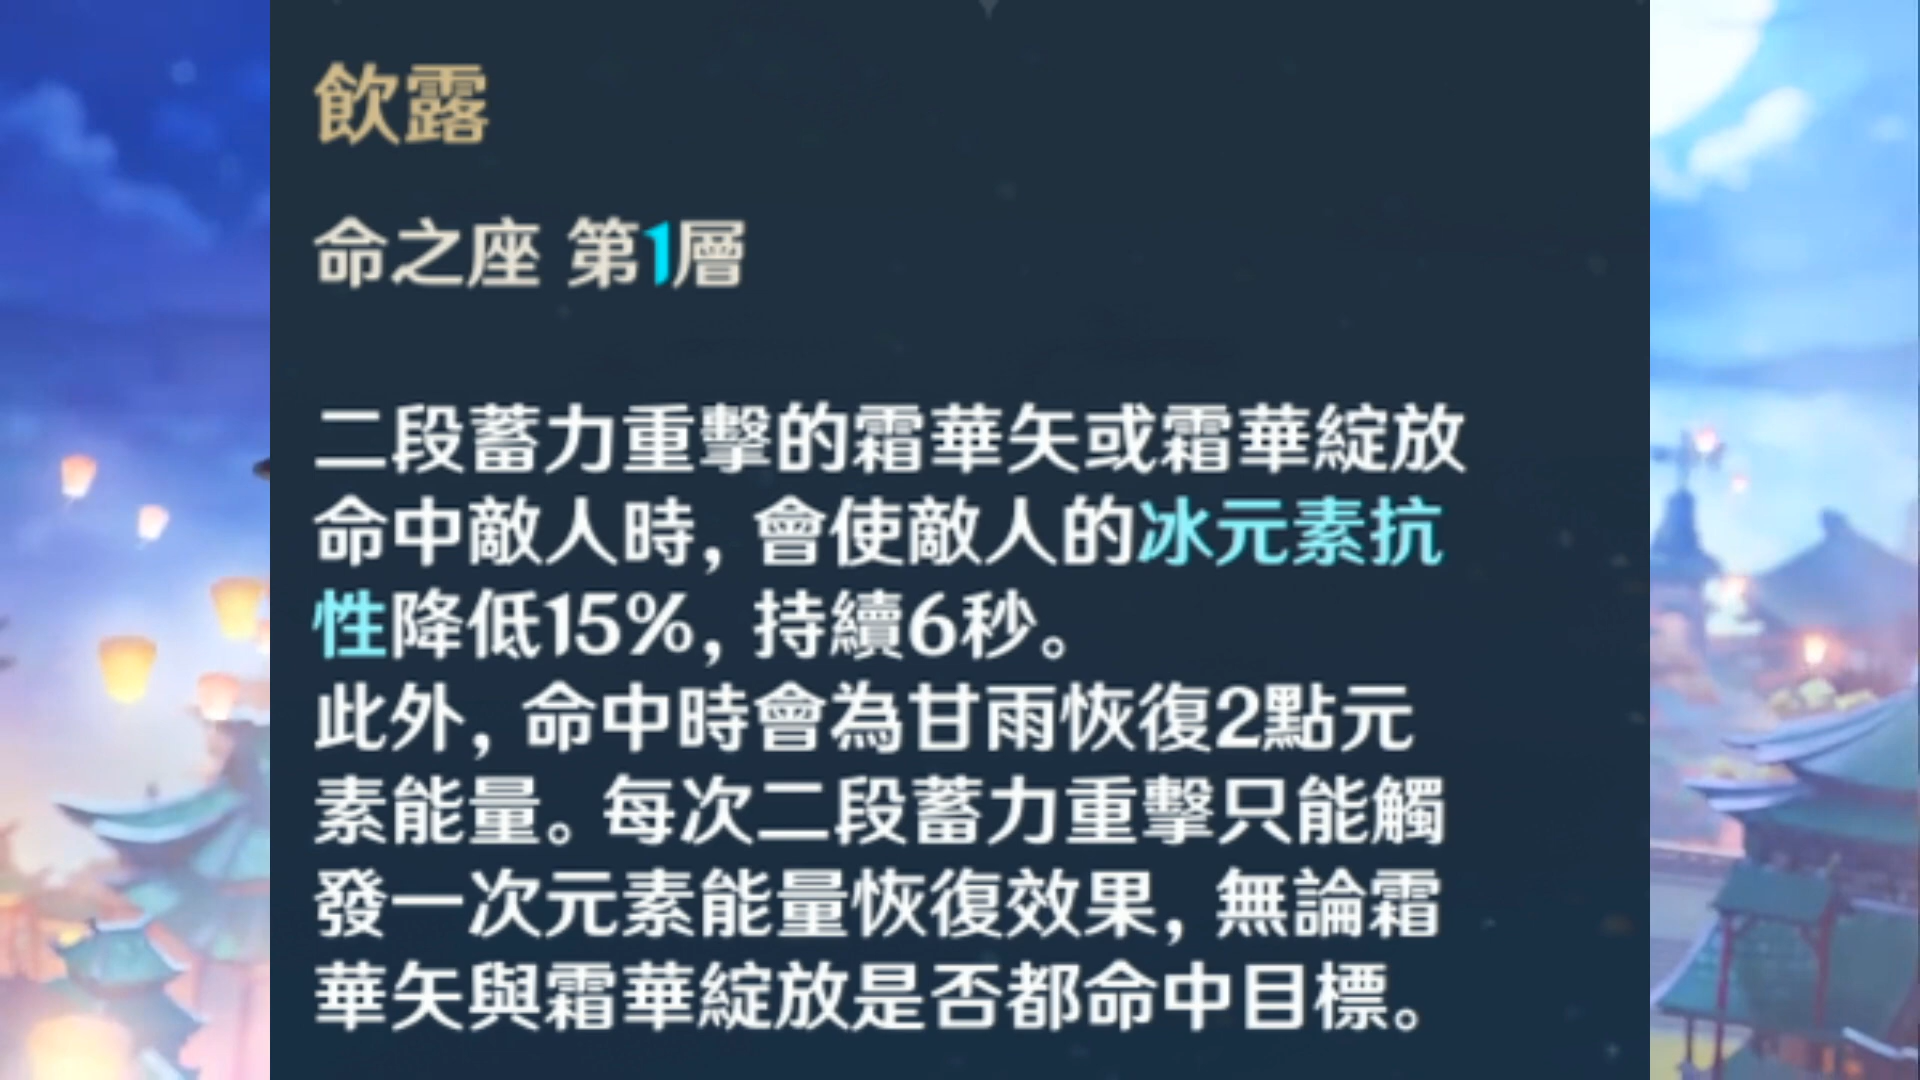 飲露
命之座 第1層
二段蓄力重擊的霜華矢或霜華綻放
命中敵人時，會使敵人的冰元素抗
性降低15%，持續6秒。
此外，命中時會為甘雨恢復2點元
素能量。每次二段蓄力重擊只能觸
發一次元素能量恢復效果，無論霜
華矢與霜華綻放是否都命中目標。